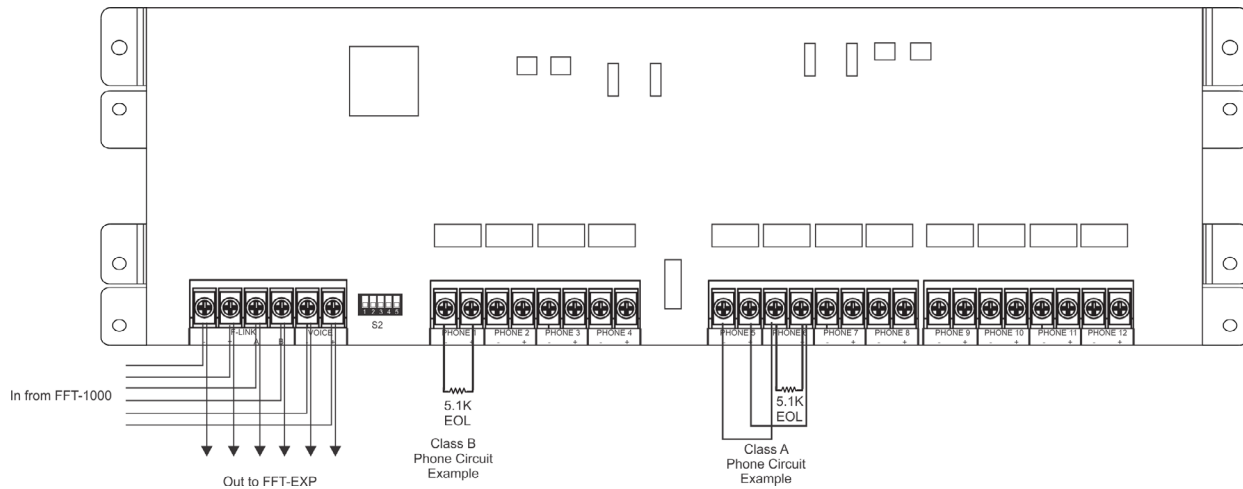 P-LINK
- + A B
VOICE
- +
1 2 3 4 5
S2
PHONE 1
PHONE 2
PHONE 3
PHONE 4
PHONE 5
PHONE 6
PHONE 7
PHONE 8
PHONE 9
PHONE 10
PHONE 11
PHONE 12
- + - + - + - +
- + - + - + - +
- + - + - + - +
In from FFT-1000
Out to FFT-EXP
5.1K
EOL
Class B
Phone Circuit
Example
5.1K
EOL
Class A
Phone Circuit
Example